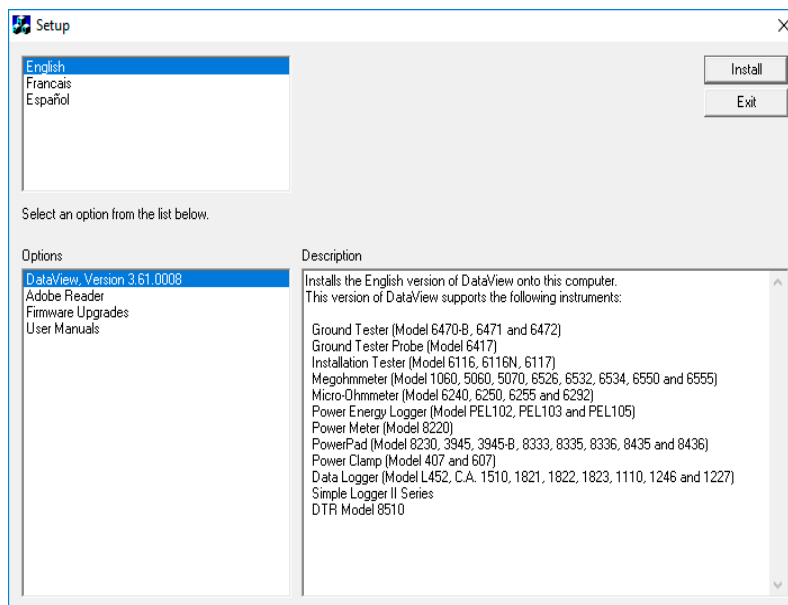 Setup
English
Francais
Español
Install
Exit
Select an option from the list below.
Options
DataView, Version 3.61.0008
Adobe Reader
Firmware Upgrades
User Manuals
Description
Installs the English version of DataView onto this computer.
This version of DataView supports the following instruments:
Ground Tester (Model 6470-B, 6471 and 6472)
Ground Tester Probe (Model 6417)
Installation Tester (Model 6116, 6116N, 6117)
Megohmmeter (Model 1060, 5060, 5070, 6526, 6532, 6534, 6550 and 6555)
Micro-Ohmmeter (Model 6240, 6250, 6255 and 6292)
Power Energy Logger (Model PEL102, PEL103 and PEL105)
Power Meter (Model 8220)
PowerPad (Model 8230, 3945, 3945-B, 8333, 8335, 8336, 8435 and 8436)
Power Clamp (Model 407 and 607)
Data Logger (Model L452, C.A. 1510, 1821, 1822, 1823, 1110, 1246 and 1227)
Simple Logger II Series
DTR Model 8510